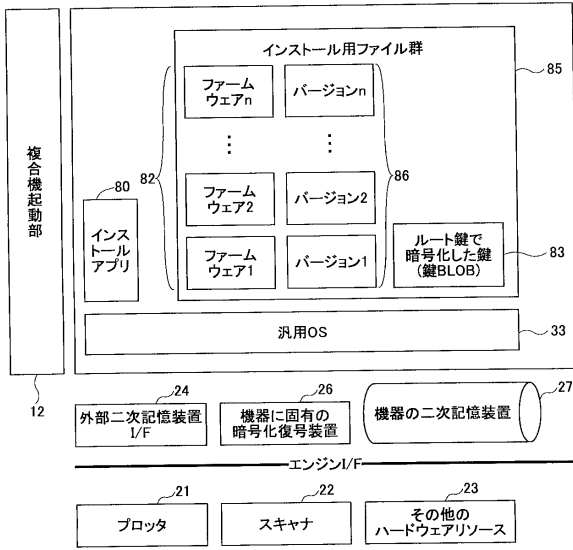 インストール用ファイル群
85
ファーム
ウェアn
バージョンn
⋮
⋮
82
86
ファーム
ウェア2
バージョン2
ファーム
ウェア1
バージョン1
ルート鍵で
暗号化した鍵
(鍵BLOB)
83
複合機起動部
12
80
インス
トール
アプリ
汎用OS
33
24
外部二次記憶装置
I/F
26
機器に固有の
暗号化復号装置
27
機器の二次記憶装置
エンジンI/F
21
プロッタ
22
スキャナ
23
その他の
ハードウェアリソース